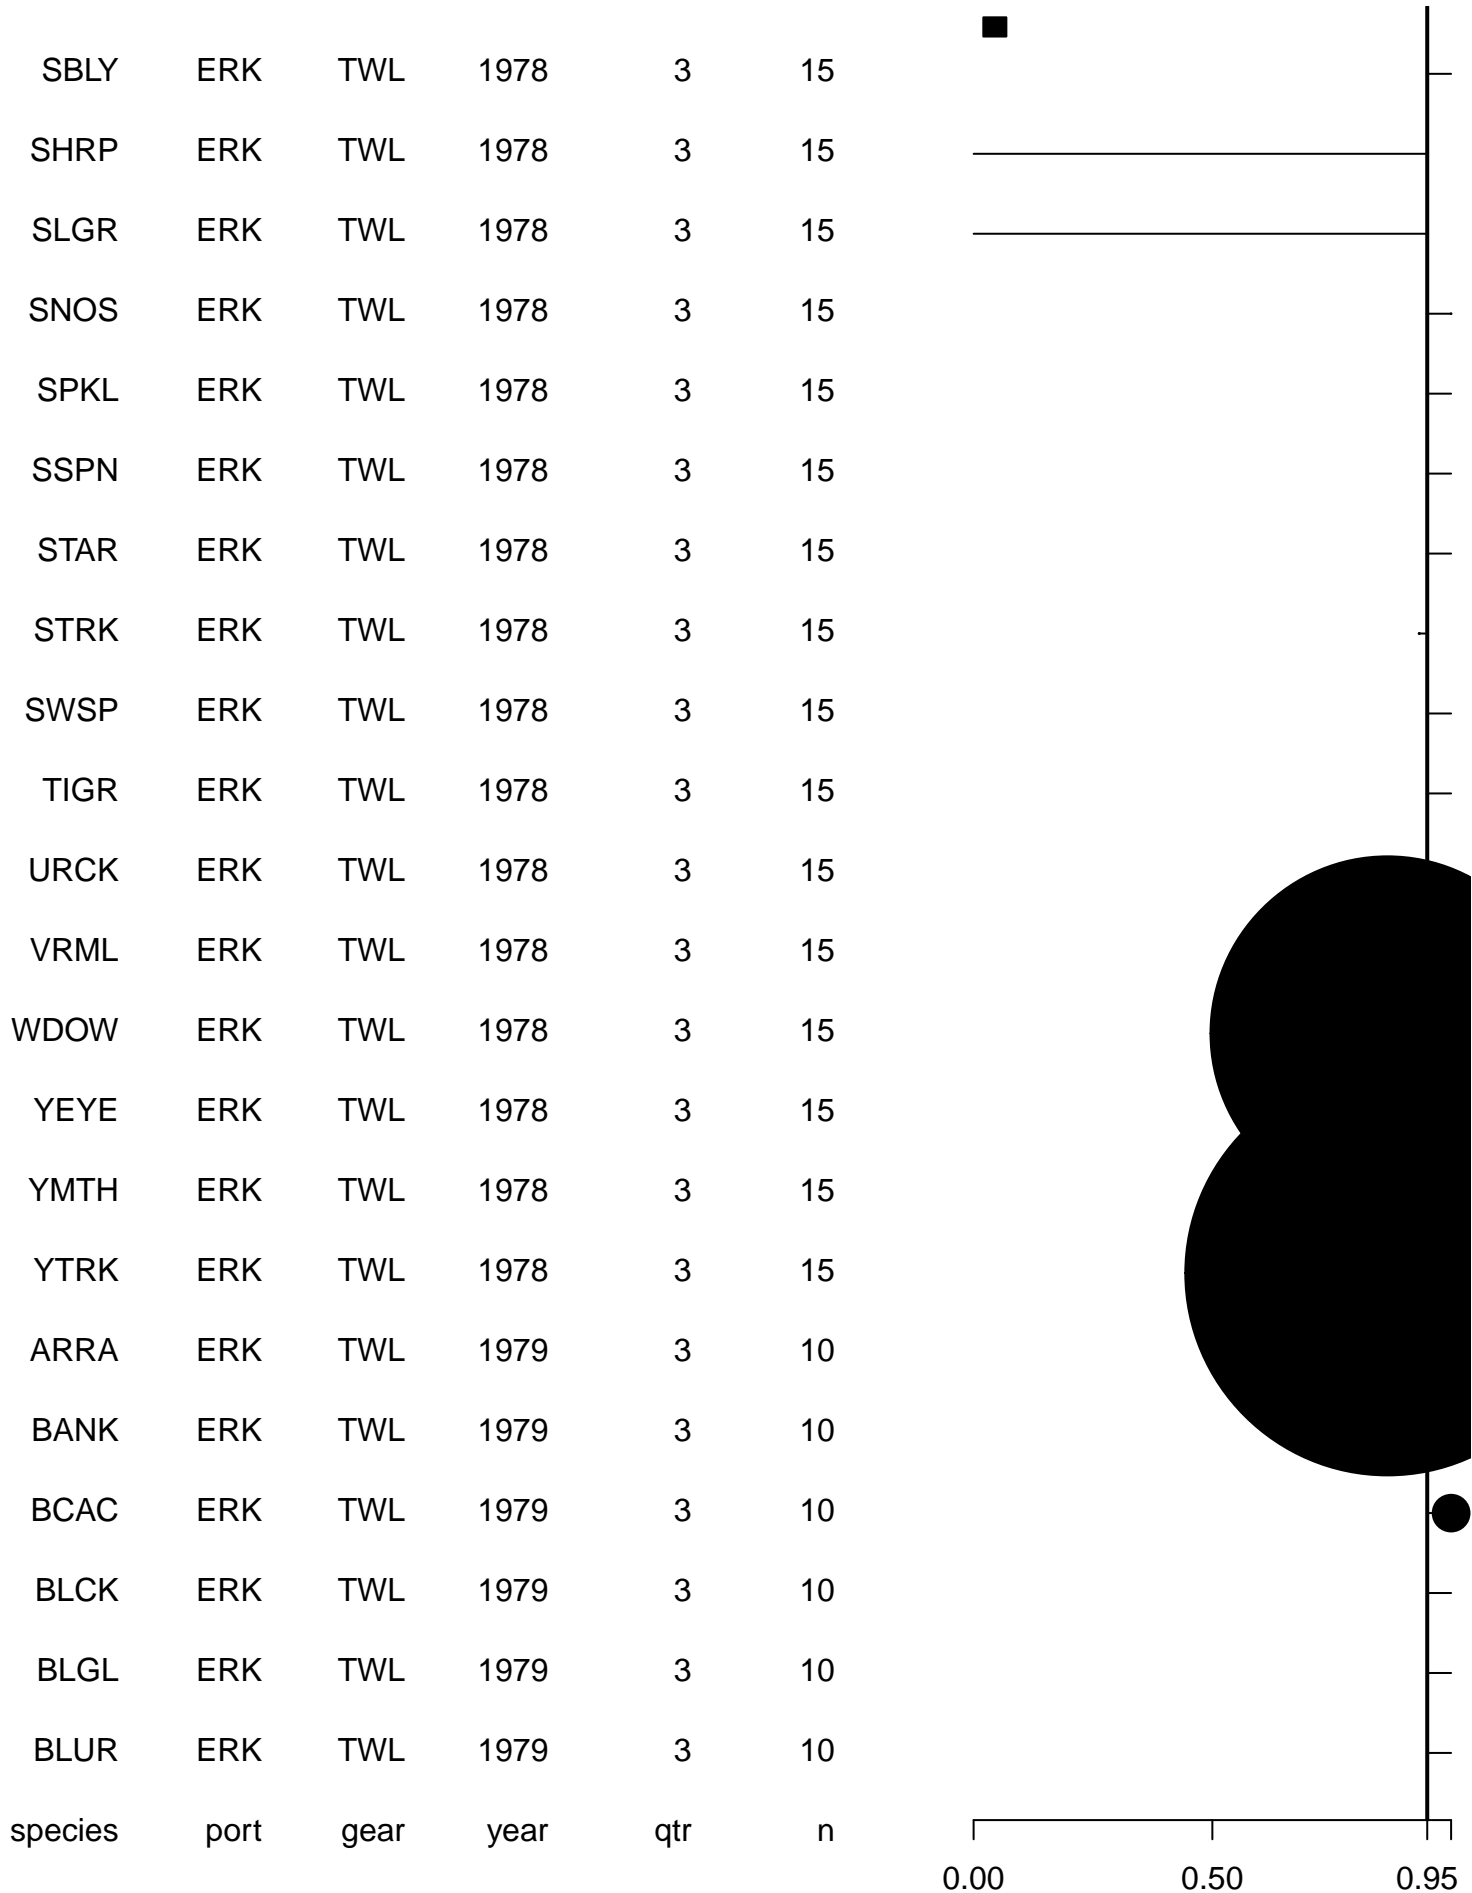 SBLY ERK TWL 1978 3 15
SHRP ERK TWL 1978 3 15
SLGR ERK TWL 1978 3 15
SNOS ERK TWL 1978 3 15
SPKL ERK TWL 1978 3 15
SSPN ERK TWL 1978 3 15
STAR ERK TWL 1978 3 15
STRK ERK TWL 1978 3 15
SWSP ERK TWL 1978 3 15
TIGR ERK TWL 1978 3 15
URCK ERK TWL 1978 3 15
VRML ERK TWL 1978 3 15
WDOW ERK TWL 1978 3 15
YEYE ERK TWL 1978 3 15
YMTH ERK TWL 1978 3 15
YTRK ERK TWL 1978 3 15
ARRA ERK TWL 1979 3 10
BANK ERK TWL 1979 3 10
BCAC ERK TWL 1979 3 10
BLCK ERK TWL 1979 3 10
BLGL ERK TWL 1979 3 10
BLUR ERK TWL 1979 3 10
species port gear year qtr n
0.00 0.50 0.95